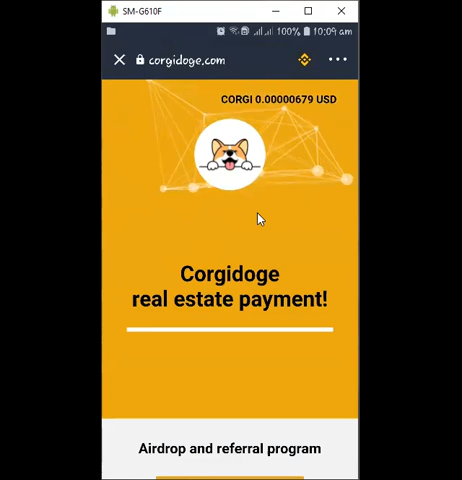 SM-G610F
100% 10:09 am
corgidoge.com
CORGI 0.00000679 USD
Corgidoge
real estate payment!
Airdrop and referral program